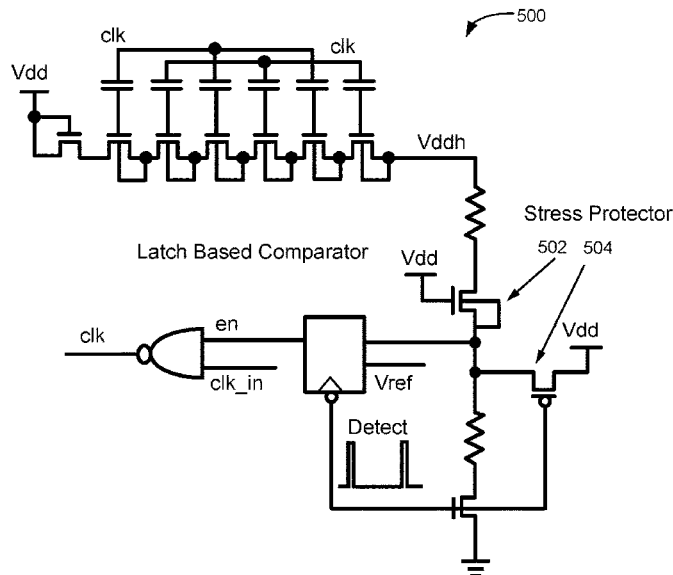 500
clk
clk
Vdd
Vddh
Stress Protector
502 504
Latch Based Comparator
Vdd
Vdd
clk
en
clk_in
Vref
Detect